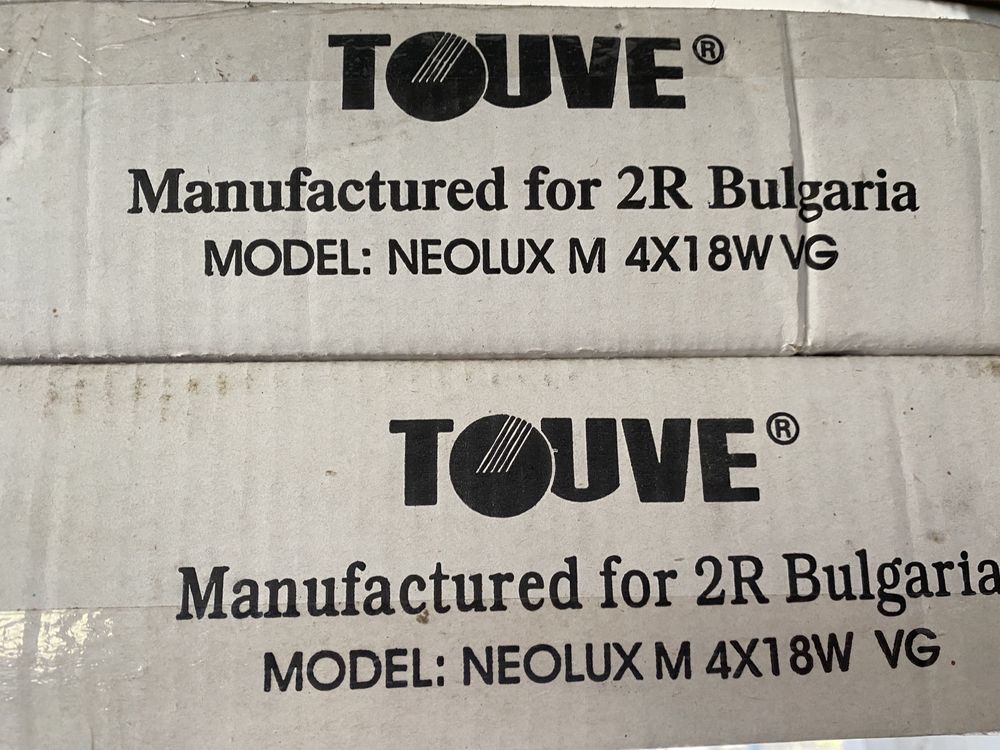 TOUVE®
Manufactured for 2R Bulgaria
MODEL: NEOLUX M 4X18W VG
TOUVE®
Manufactured for 2R Bulgaria
MODEL: NEOLUX M 4X18W VG